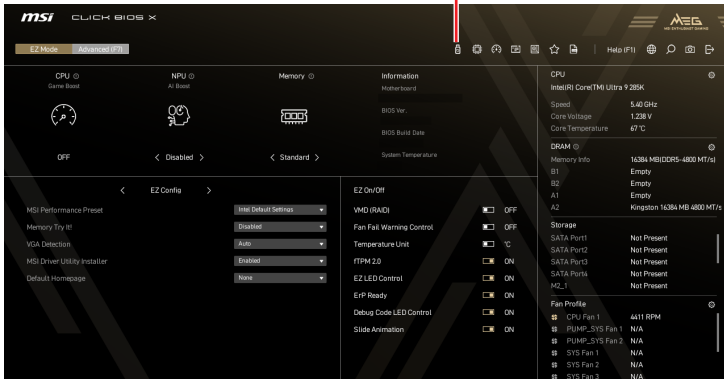 msi CLICK BIOS X
MEG
MSI ENTHUSIAST GAMING
EZ Mode Advanced (F7) Help (F1)
CPU
Game Boost
OFF
NPU
AI Boost
Disabled
Memory
Standard
Information
Motherboard
BIOS Ver.
BIOS Build Date
System Temperature
EZ Config
MSI Performance Preset Intel Default Settings
Memory Try It! Disabled
VGA Detection Auto
MSI Driver Utility Installer Enabled
Default Homepage None
EZ On/Off
VMD (RAID) OFF
Fan Fail Warning Control OFF
Temperature Unit °C
fTPM 2.0 ON
EZ LED Control ON
ErP Ready ON
Debug Code LED Control ON
Slide Animation ON
CPU
Intel(R) Core(TM) Ultra 9 285K
Speed 5.40 GHz
Core Voltage 1.238 V
Core Temperature 67 °C
DRAM
Memory Info 16384 MB(DDR5-4800 MT/s)
B1 Empty
B2 Empty
A1 Empty
A2 Kingston 16384 MB 4800 MT/s
Storage
SATA Port1 Not Present
SATA Port2 Not Present
SATA Port3 Not Present
SATA Port4 Not Present
M2_1 Not Present
Fan Profile
CPU Fan 1 4411 RPM
PUMP_SYS Fan 1 N/A
PUMP_SYS Fan 2 N/A
SYS Fan 1 N/A
SYS Fan 2 N/A
SYS Fan 3 N/A